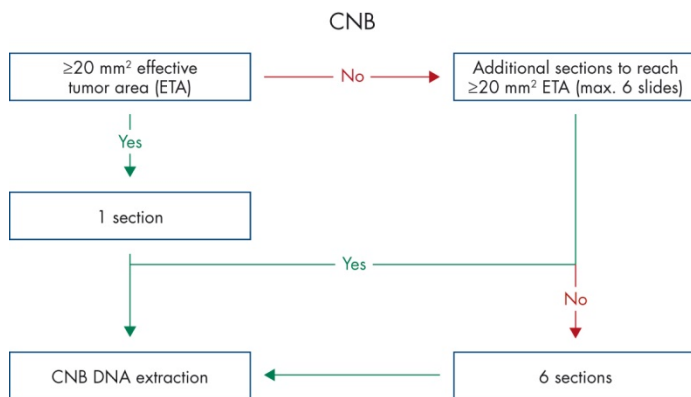 CNB
≥20 mm² effective
tumor area (ETA)
No
Additional sections to reach
≥20 mm² ETA (max. 6 slides)
Yes
1 section
Yes
No
CNB DNA extraction
6 sections